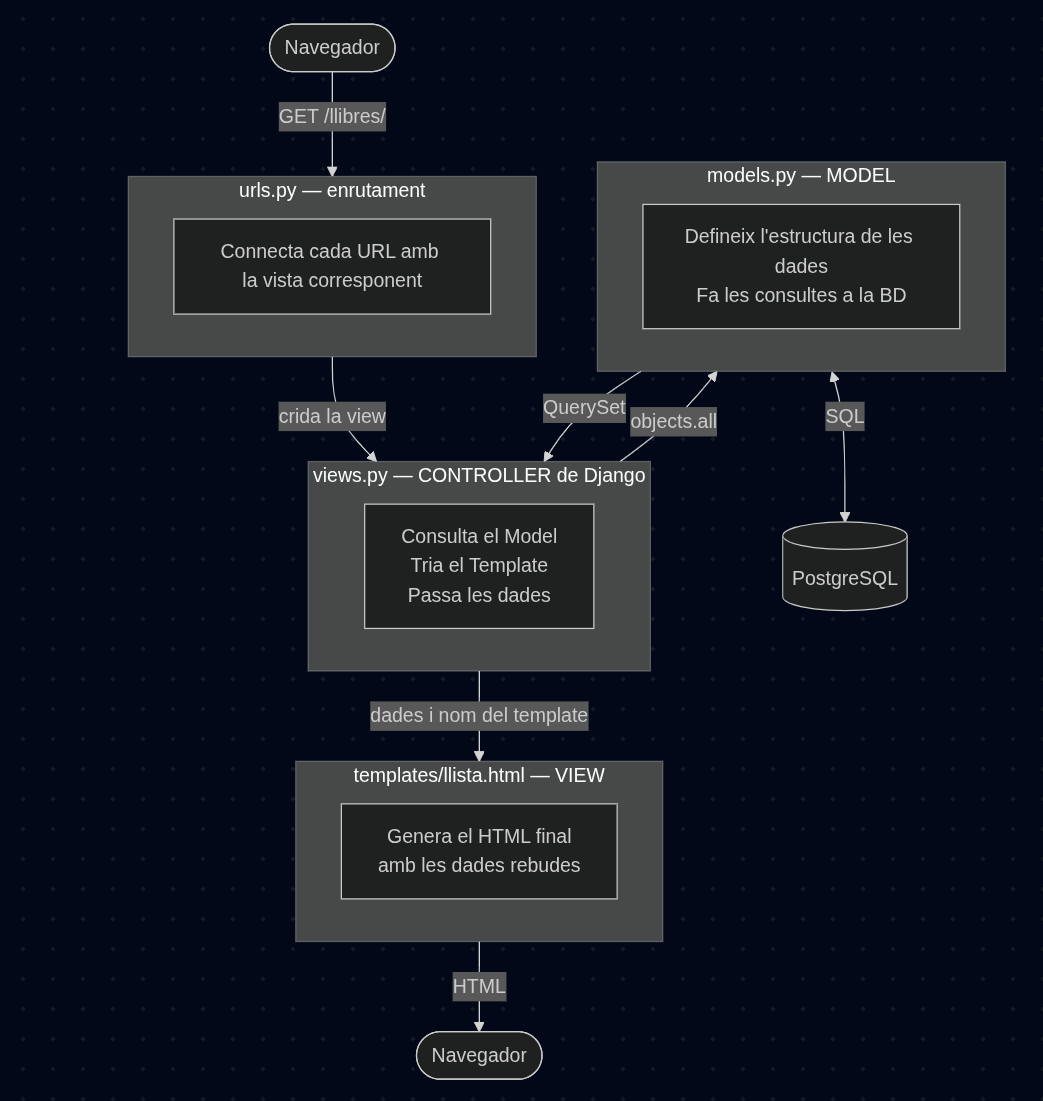 Navegador
GET /llibres/
urls.py — enrutament
Connecta cada URL amb
la vista corresponent
models.py — MODEL
Defineix l'estructura de les
dades
Fa les consultes a la BD
crida la view
QuerySet
objects.all
SQL
views.py — CONTROLLER de Django
Consulta el Model
Tria el Template
Passa les dades
PostgreSQL
dades i nom del template
templates/llista.html — VIEW
Genera el HTML final
amb les dades rebudes
HTML
Navegador